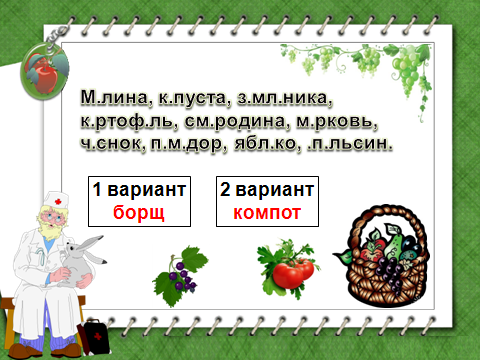 М.лина, к.пуста, з.мл.ника,
к.ртоф.ль, см.родина, м.рковь,
ч.снок, п.м.дор, ябл.ко, .п.льсин.
1 вариант
борщ
2 вариант
компот